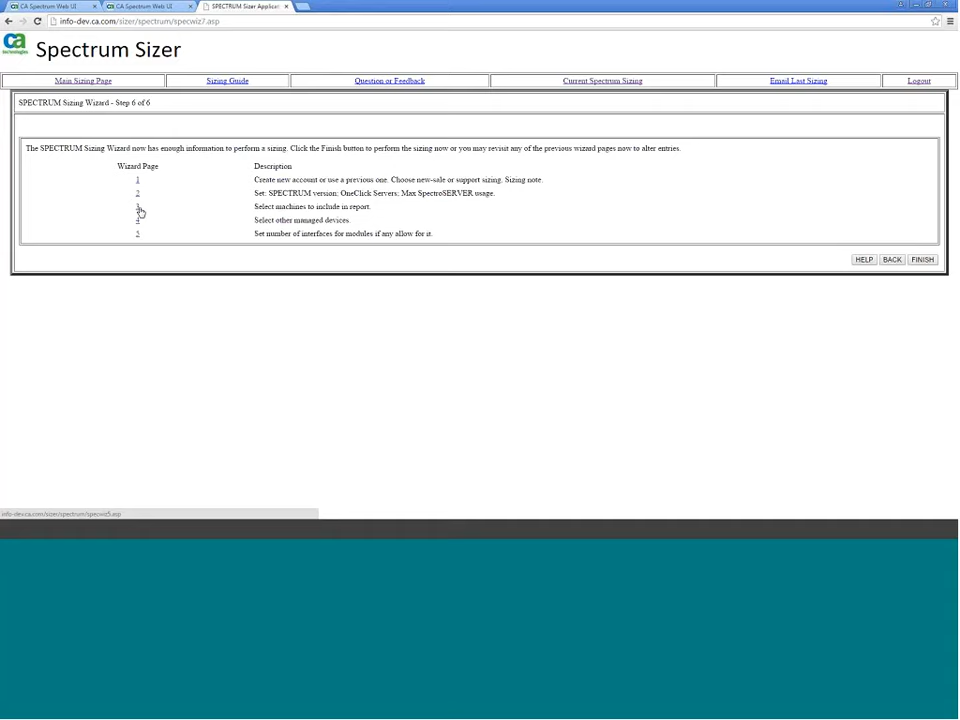 CA Spectrum Web UI
CA Spectrum Web UI
SPECTRUM Sizer Applicat
info-dev.ca.com/sizer/spectrum/specwiz7.asp
ca
technologies
Spectrum Sizer
Main Sizing Page
Sizing Guide
Question or Feedback
Current Spectrum Sizing
Email Last Sizing
Logout
SPECTRUM Sizing Wizard - Step 6 of 6
The SPECTRUM Sizing Wizard now has enough information to perform a sizing. Click the Finish button to perform the sizing now or you may revisit any of the previous wizard pages now to alter entries.
Wizard Page Description
1 Create new account or use a previous one. Choose new-sale or support sizing. Sizing note.
2 Set: SPECTRUM version: OneClick Servers: Max SpectroSERVER usage.
3 Select machines to include in report.
4 Select other managed devices.
5 Set number of interfaces for modules if any allow for it.
HELP BACK FINISH
info-dev.ca.com/sizer/spectrum/specwiz5.asp